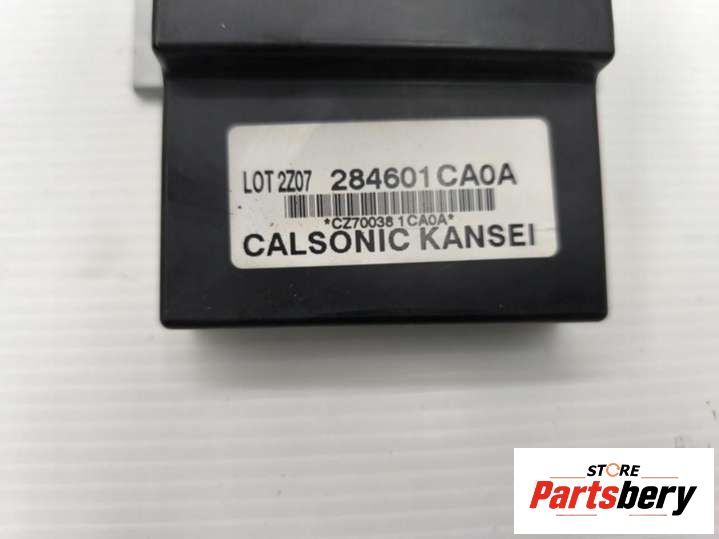 LOT 2Z07 284601CA0A
*CZ70038 1CA0A*
CALSONIC KANSEI
STORE
Partsbery